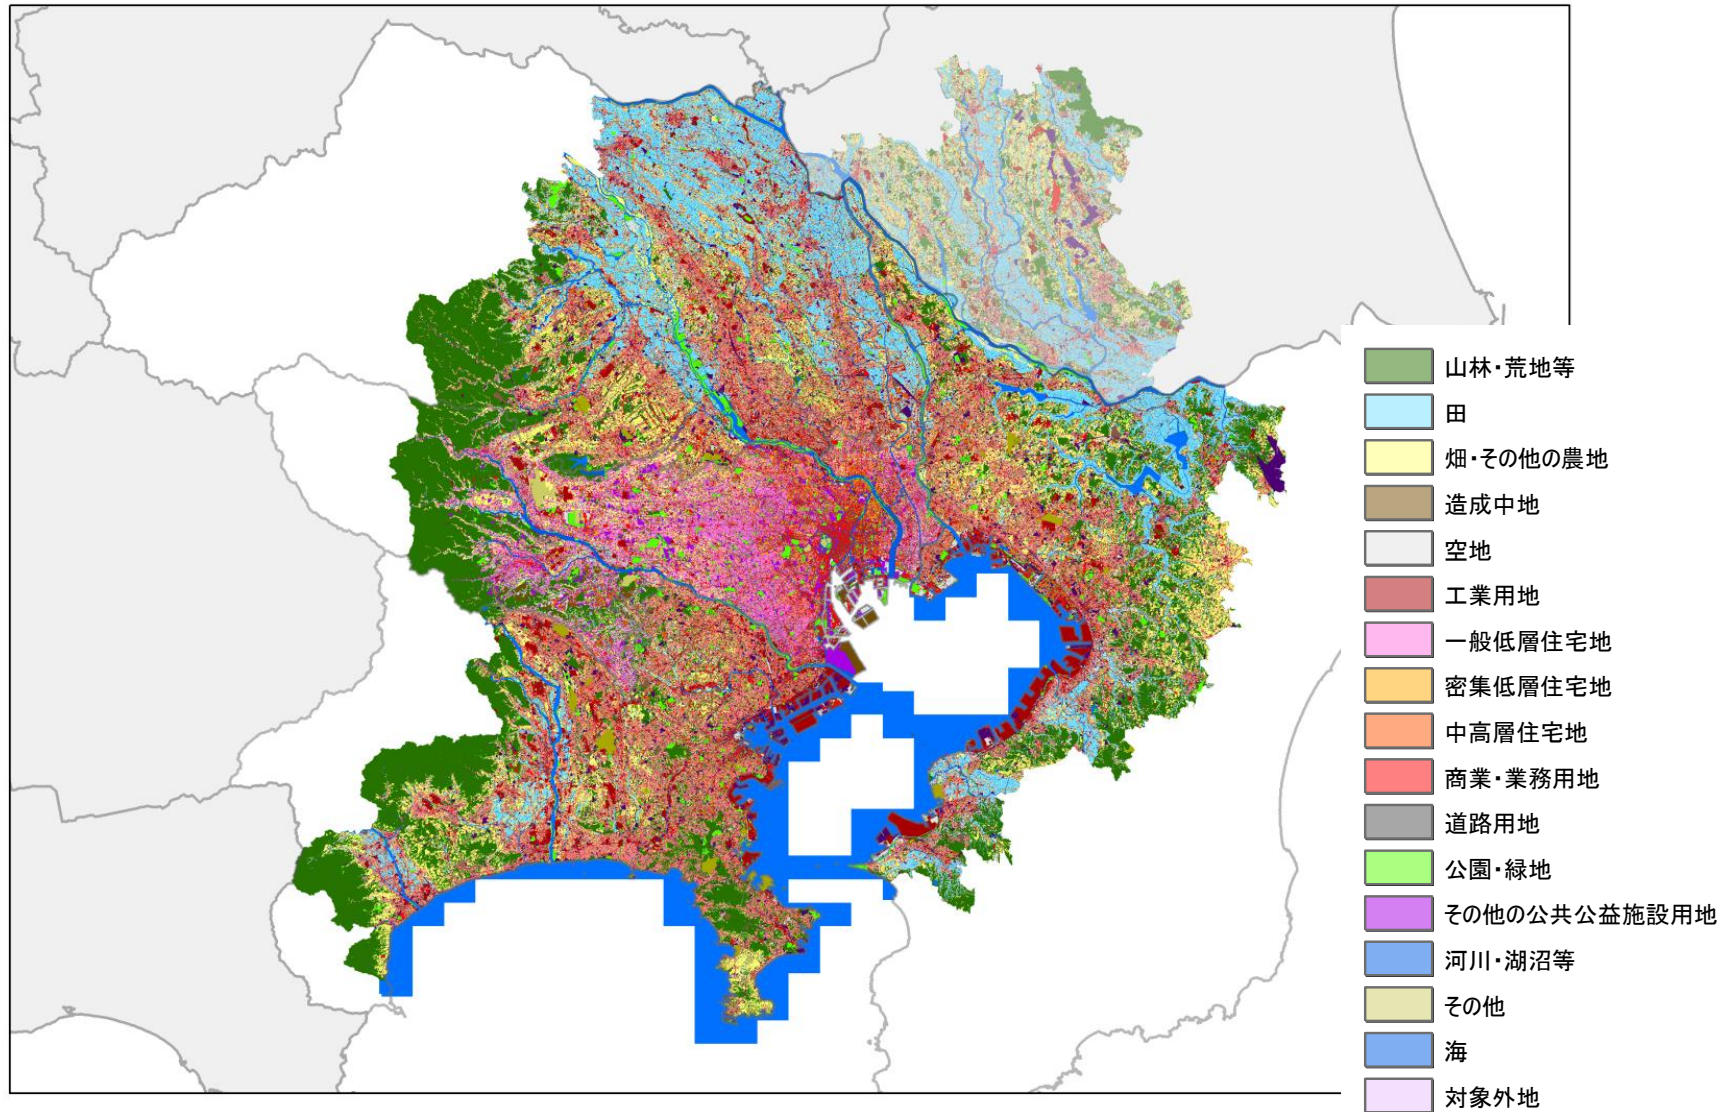 山林・荒地等
田
畑・その他の農地
造成中地
空地
工業用地
一般低層住宅地
密集低層住宅地
中高層住宅地
商業・業務用地
道路用地
公園・緑地
その他の公共公益施設用地
河川・湖沼等
その他
海
対象外地